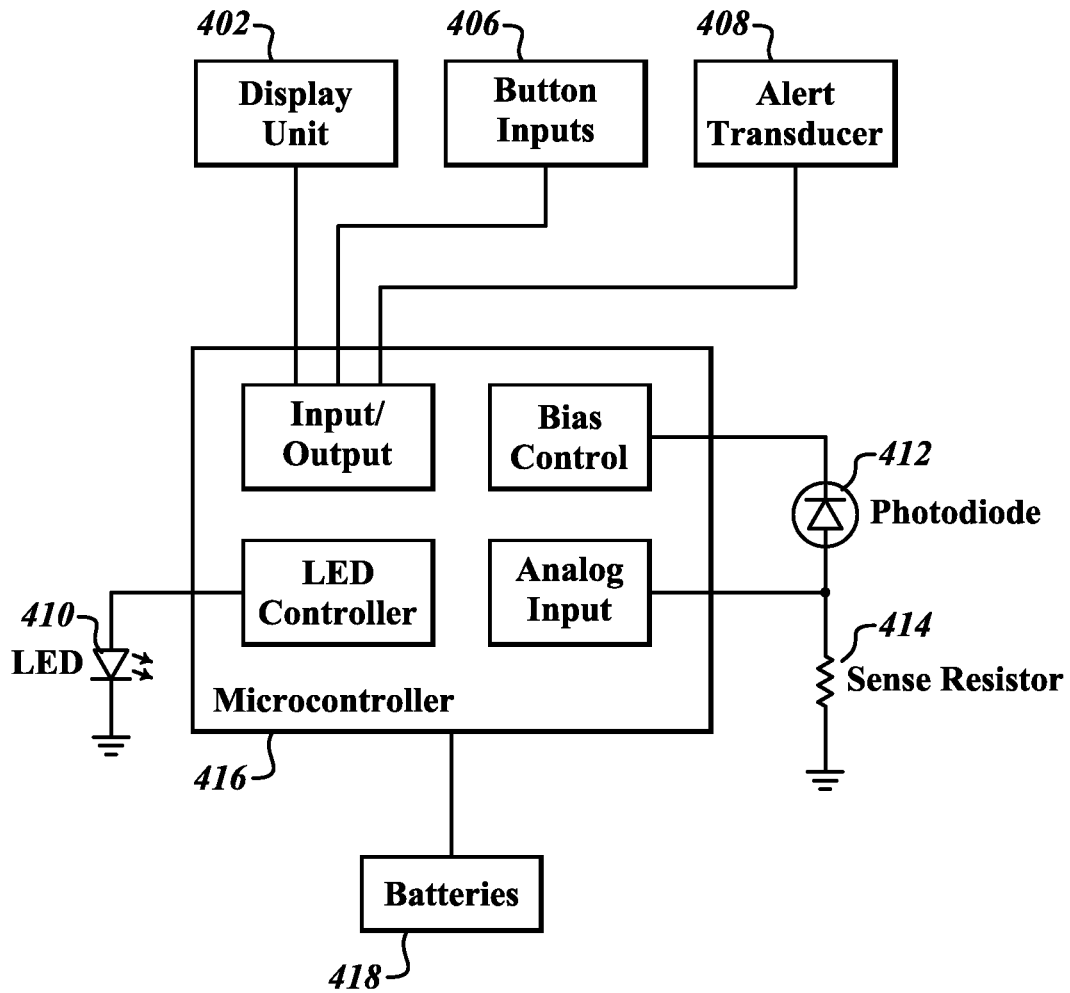 402
406
408
Display
Unit
Button
Inputs
Alert
Transducer
Input/
Output
Bias
Control
412
Photodiode
LED
Controller
Analog
Input
410
LED
414
Sense Resistor
Microcontroller
416
Batteries
418